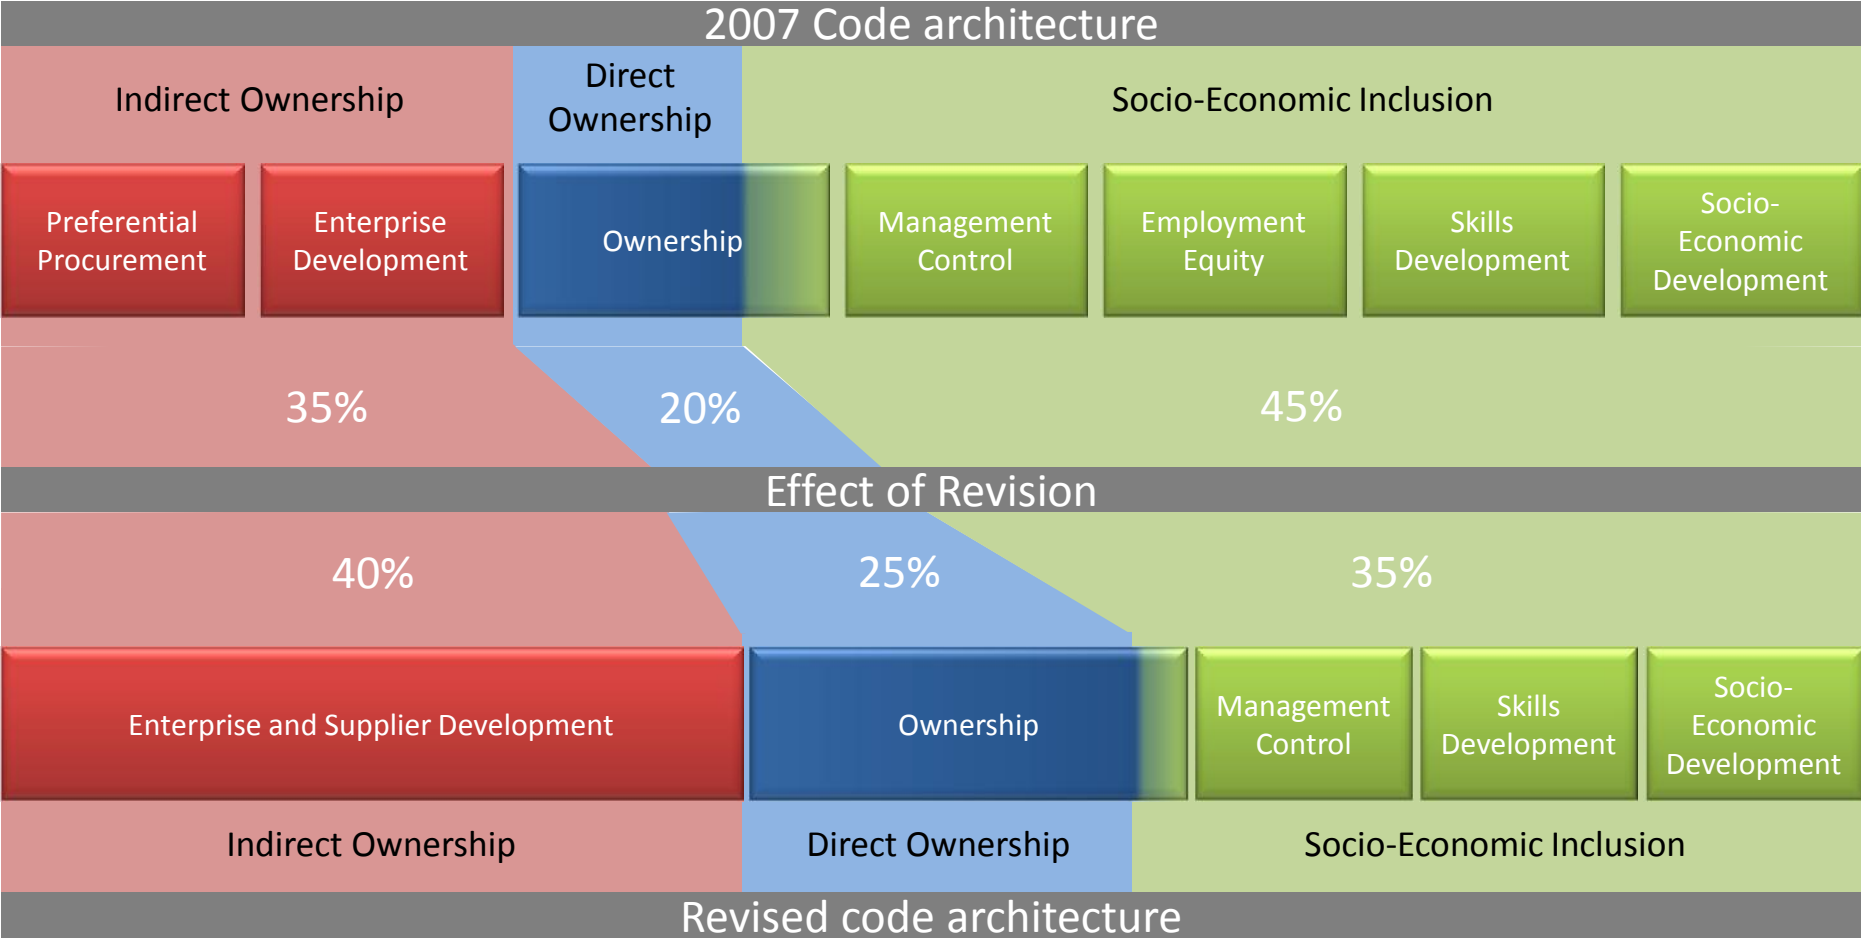 2007 Code architecture
Indirect Ownership
Direct
Ownership
Socio-Economic Inclusion
Preferential
Procurement
Enterprise
Development
Ownership
Management
Control
Employment
Equity
Skills
Development
Socio-
Economic
Development
35%
20%
45%
Effect of Revision
40%
25%
35%
Enterprise and Supplier Development
Ownership
Management
Control
Skills
Development
Socio-
Economic
Development
Indirect Ownership
Direct Ownership
Socio-Economic Inclusion
Revised code architecture